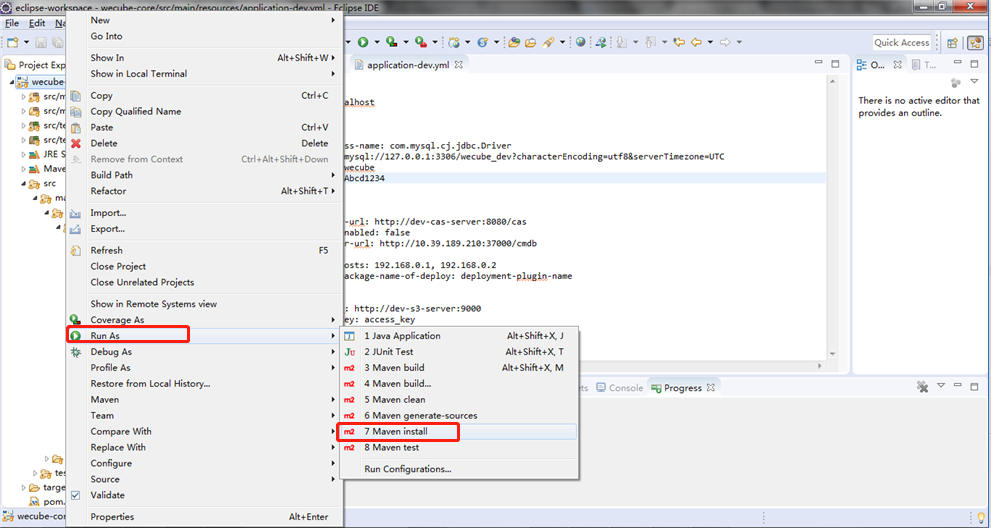 eclipse-workspace - wecube-core/src/main/resources/application-dev.yml - Eclipse IDE
File Edit Na
Quick Access
Project Exp
application-dev.yml
O...
T...
wecube-
src/m
src/m
src/te
src/te
JRE S
Mave
src
ma
tes
targe
pom.
wecube-cor
New
Go Into
Show In Alt+Shift+W
Show in Local Terminal
Copy Ctrl+C
Copy Qualified Name
Paste Ctrl+V
Delete Delete
Remove from Context Ctrl+Alt+Shift+Down
Build Path
Refactor Alt+Shift+T
Import...
Export...
Refresh F5
Close Project
Close Unrelated Projects
Show in Remote Systems view
Coverage As
Run As
Debug As
Profile As
Restore from Local History...
Maven
Team
Compare With
Replace With
Configure
Source
Validate
Properties Alt+Enter
1 Java Application Alt+Shift+X, J
2 JUnit Test Alt+Shift+X, T
3 Maven build Alt+Shift+X, M
4 Maven build...
5 Maven clean
6 Maven generate-sources
7 Maven install
8 Maven test
Run Configurations...
alhost
ss-name: com.mysql.cj.jdbc.Driver
mysql://127.0.0.1:3306/wecube_dev?characterEncoding=utf8&serverTimezone=UTC
wecube
Abcd1234
-url: http://dev-cas-server:8080/cas
nabled: false
r-url: http://10.39.189.210:37000/cmdb
osts: 192.168.0.1, 192.168.0.2
ackage-name-of-deploy: deployment-plugin-name
: http://dev-s3-server:9000
ey: access_key
There is no active editor that
provides an outline.
ets
Console
Progress